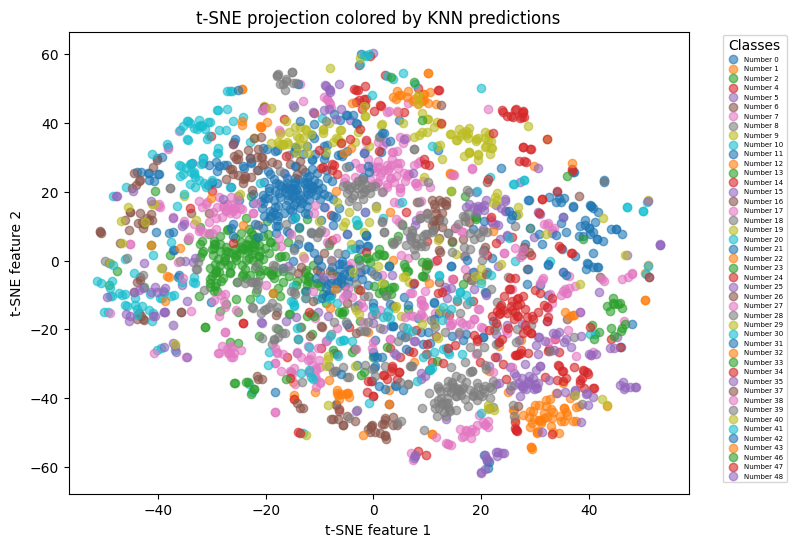 t-SNE projection colored by KNN predictions
60
40
20
0
−20
−40
−60
t-SNE feature 2
−40
−20
0
20
40
t-SNE feature 1
Classes
Number 0
Number 1
Number 2
Number 4
Number 5
Number 6
Number 7
Number 8
Number 9
Number 10
Number 11
Number 12
Number 13
Number 14
Number 15
Number 16
Number 17
Number 18
Number 19
Number 20
Number 21
Number 22
Number 23
Number 24
Number 25
Number 26
Number 27
Number 28
Number 29
Number 30
Number 31
Number 32
Number 33
Number 34
Number 35
Number 37
Number 38
Number 39
Number 40
Number 41
Number 42
Number 43
Number 46
Number 47
Number 48